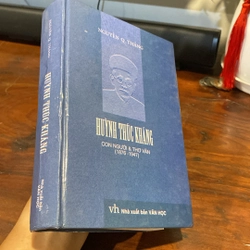 NGUYỄN Q. THẮNG
HUỲNH THÚC KHÁNG
CON NGƯỜI & THƠ VĂN
(1876 - 1947)
vh Nhà xuất bản VĂN HỌC
HUỲNH THÚC KHÁNG